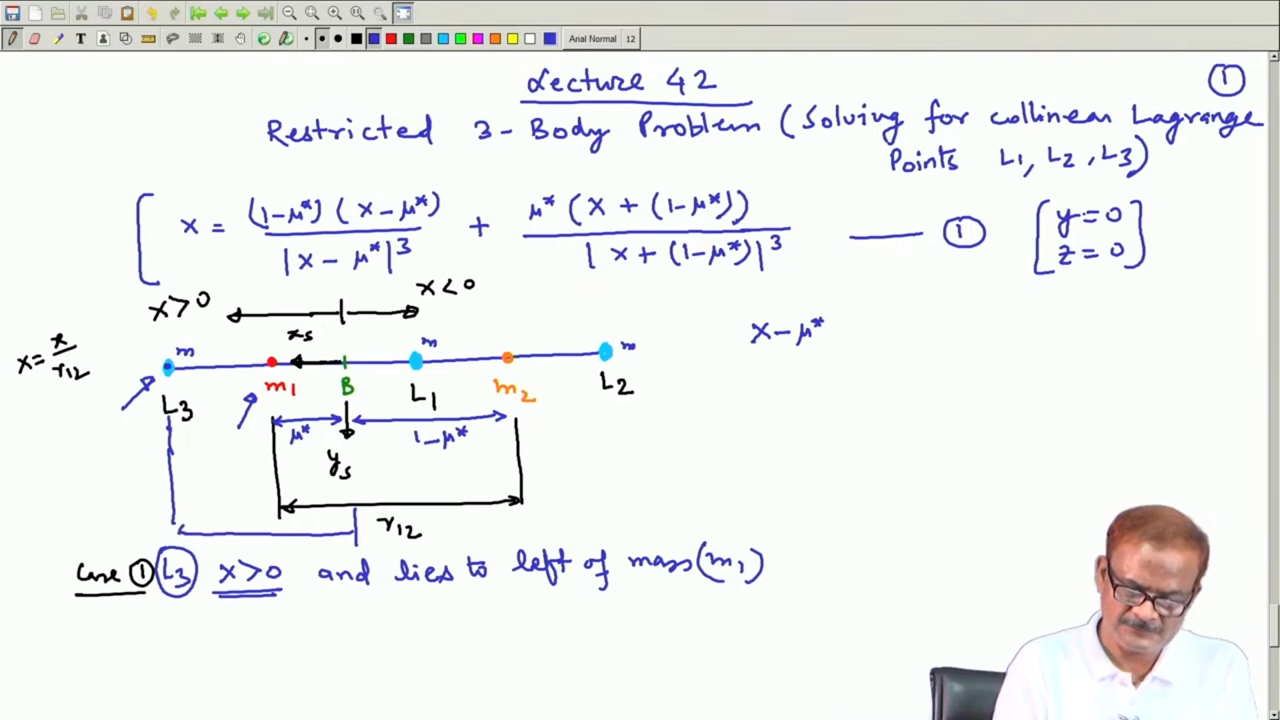 Arial Normal 12
Lecture 42
①
Restricted 3-Body Problem (Solving for collinear Lagrange
Points L1, L2, L3)
x = (1-μ*) (x-μ*) / |x-μ*|³ + μ* (x + (1-μ*)) / |x + (1-μ*)|³ —— ① [y=0 z=0]
x>0 x<0
x = x/r12
xs
x-μ*
m m m
L3 m1 B L1 m2 L2
μ* 1-μ*
ys
r12
Case ① L3 x>0 and lies to left of mass (m1)